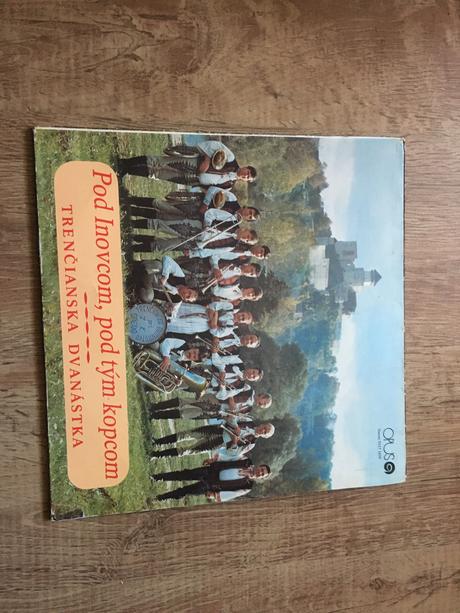 OPUS
Pod Inovcom, pod tým kopcom
TRENČIANSKA DVANÁSTKA